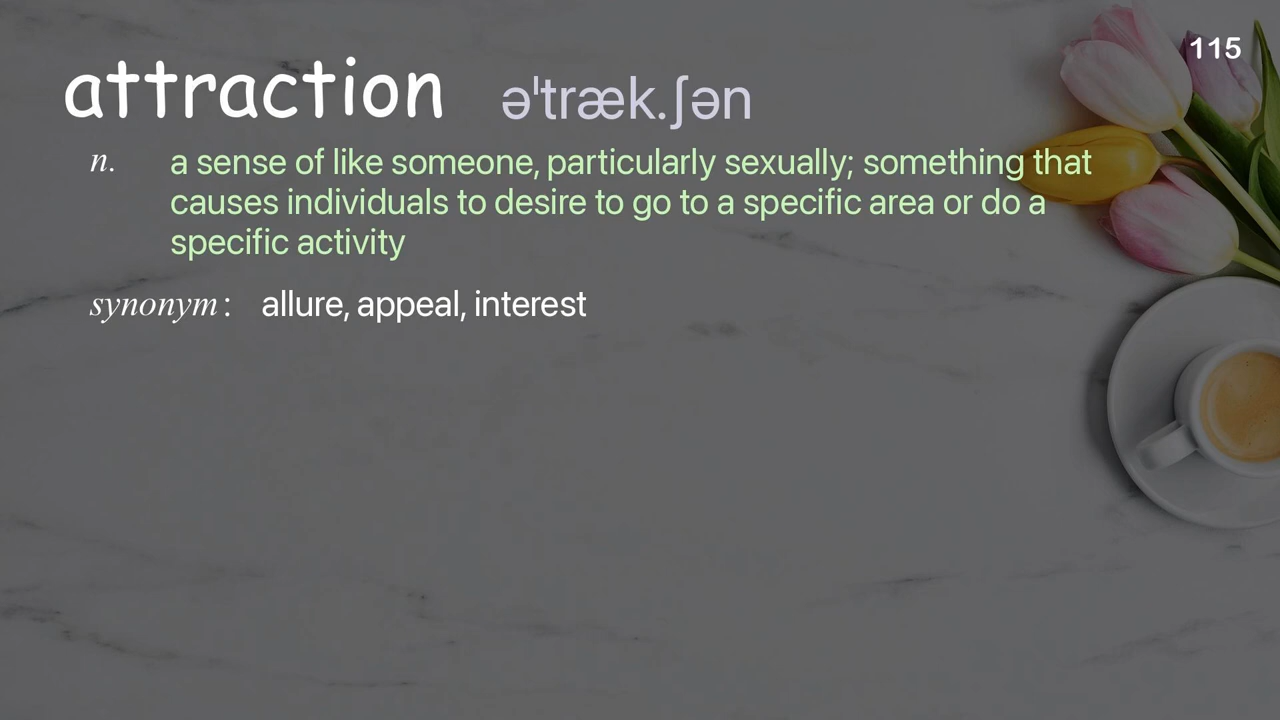 115
attraction əˈtræk.ʃən
n. a sense of like someone, particularly sexually; something that
causes individuals to desire to go to a specific area or do a
specific activity
synonym: allure, appeal, interest